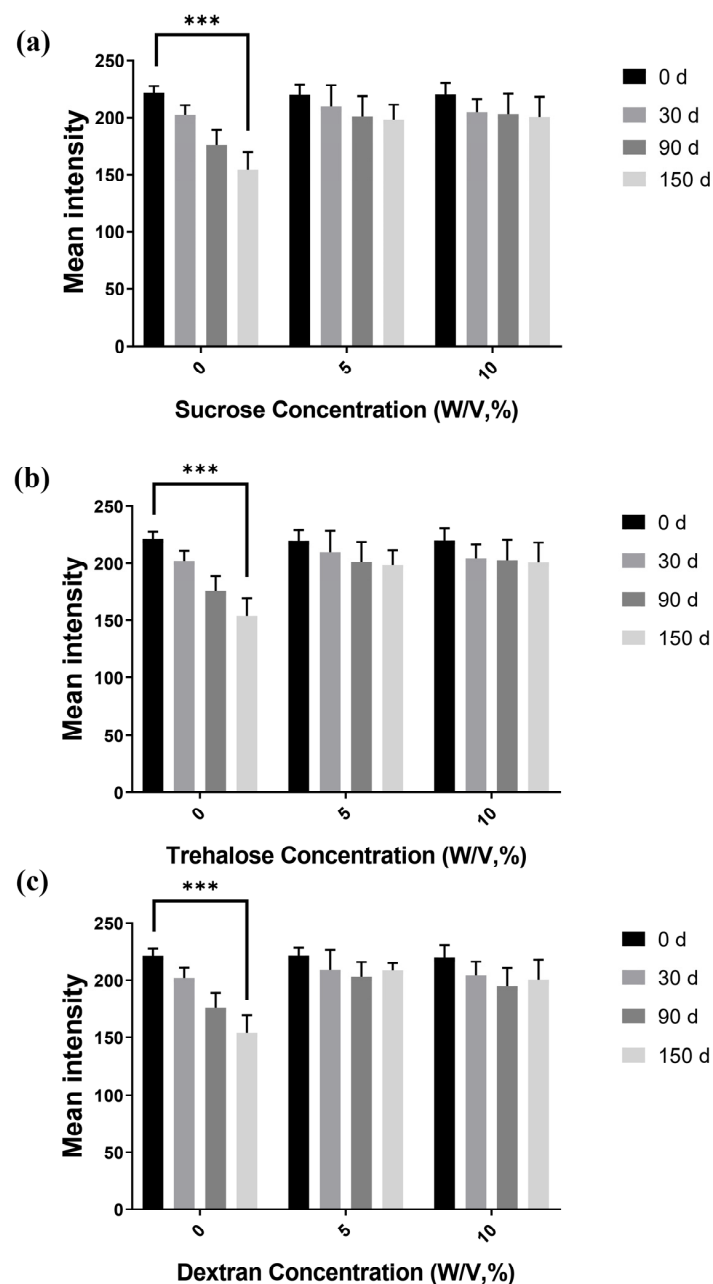 (a)
***
250
200
150
100
50
0
Mean intensity
0
5
10
Sucrose Concentration (W/V,%)
0 d
30 d
90 d
150 d
(b)
***
250
200
150
100
50
0
Mean intensity
0
5
10
Trehalose Concentration (W/V,%)
0 d
30 d
90 d
150 d
(c)
***
250
200
150
100
50
0
Mean intensity
0
5
10
Dextran Concentration (W/V,%)
0 d
30 d
90 d
150 d